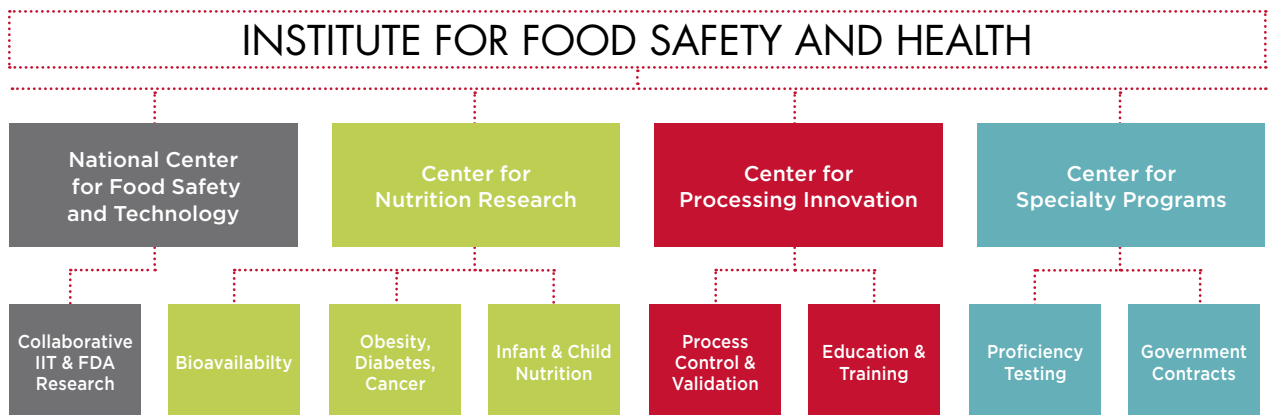 INSTITUTE FOR FOOD SAFETY AND HEALTH
National Center
for Food Safety
and Technology
Center for
Nutrition Research
Center for
Processing Innovation
Center for
Specialty Programs
Collaborative
IIT & FDA
Research
Bioavailabilty
Obesity,
Diabetes,
Cancer
Infant & Child
Nutrition
Process
Control &
Validation
Education &
Training
Proficiency
Testing
Government
Contracts